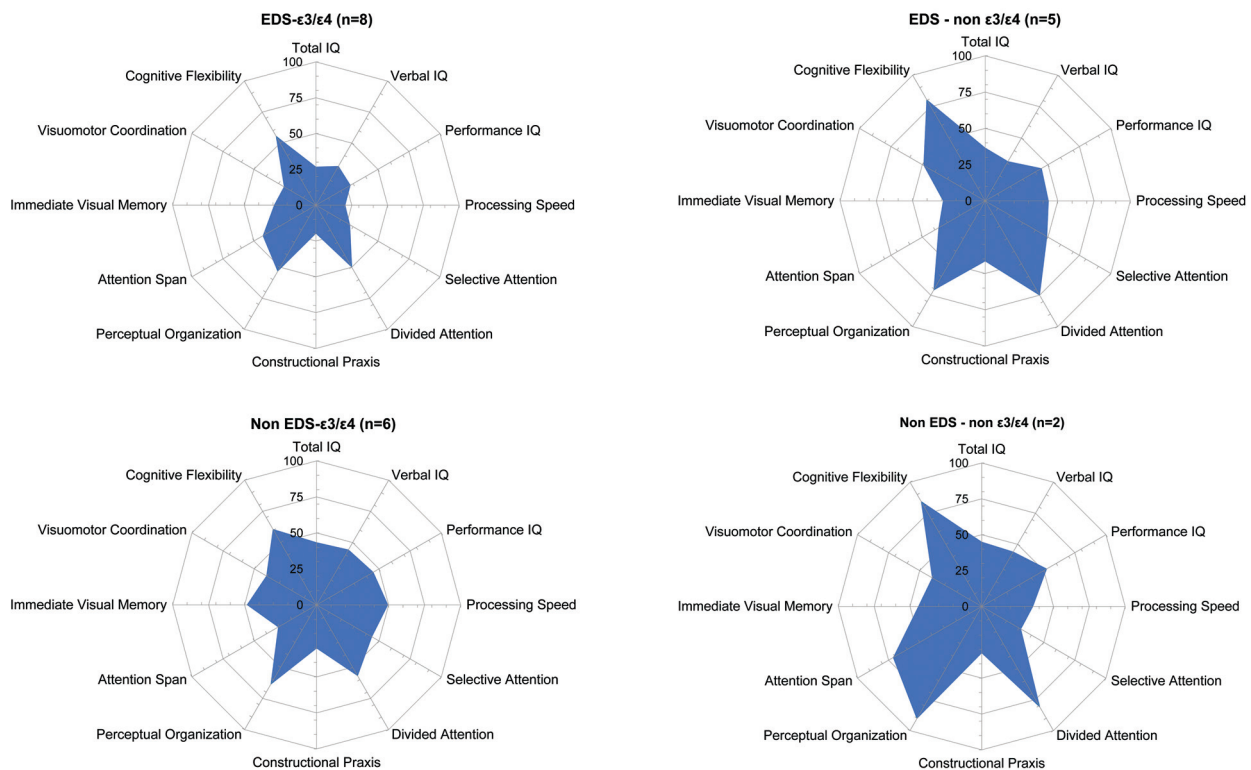 EDS-ε3/ε4 (n=8)
Total IQ
Verbal IQ
Performance IQ
Processing Speed
Selective Attention
Divided Attention
Constructional Praxis
Perceptual Organization
Attention Span
Immediate Visual Memory
Visuomotor Coordination
Cognitive Flexibility
100
75
50
25
0
EDS - non ε3/ε4 (n=5)
Total IQ
Verbal IQ
Performance IQ
Processing Speed
Selective Attention
Divided Attention
Constructional Praxis
Perceptual Organization
Attention Span
Immediate Visual Memory
Visuomotor Coordination
Cognitive Flexibility
100
75
50
25
0
Non EDS-ε3/ε4 (n=6)
Total IQ
Verbal IQ
Performance IQ
Processing Speed
Selective Attention
Divided Attention
Constructional Praxis
Perceptual Organization
Attention Span
Immediate Visual Memory
Visuomotor Coordination
Cognitive Flexibility
100
75
50
25
0
Non EDS - non ε3/ε4 (n=2)
Total IQ
Verbal IQ
Performance IQ
Processing Speed
Selective Attention
Divided Attention
Constructional Praxis
Perceptual Organization
Attention Span
Immediate Visual Memory
Visuomotor Coordination
Cognitive Flexibility
100
75
50
25
0